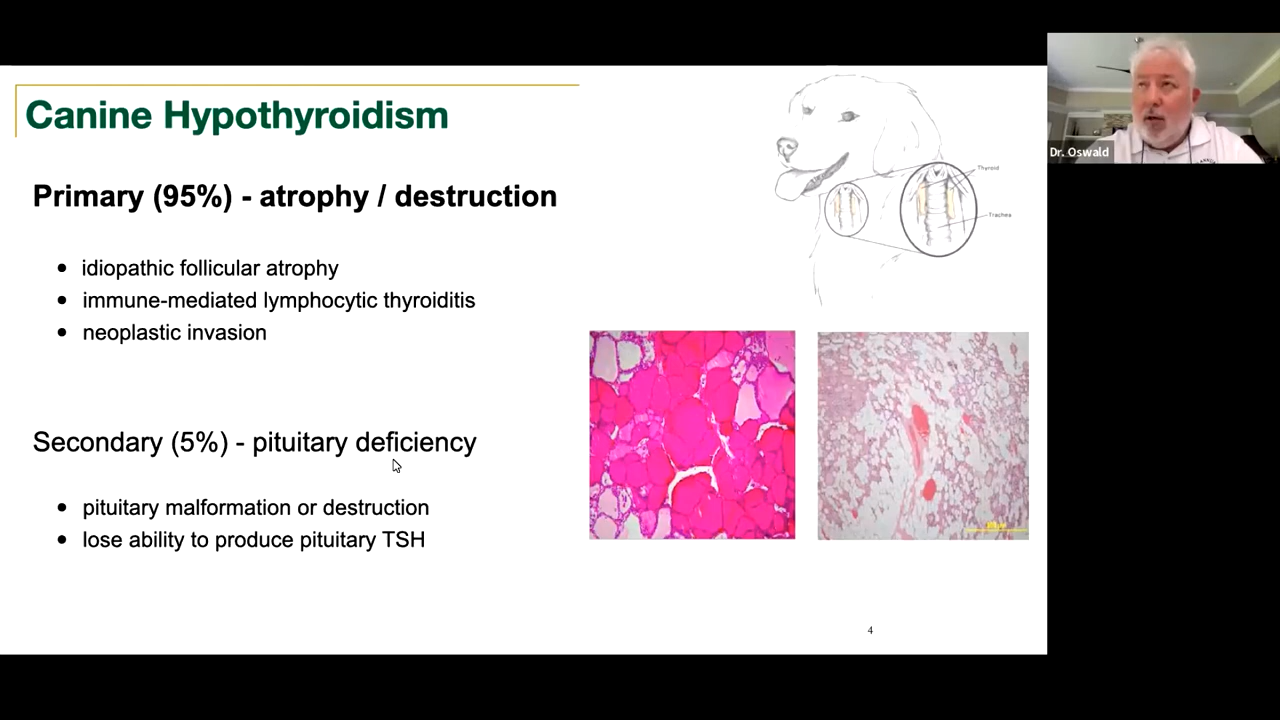 Canine Hypothyroidism
Primary (95%) - atrophy / destruction
• idiopathic follicular atrophy
• immune-mediated lymphocytic thyroiditis
• neoplastic invasion
Secondary (5%) - pituitary deficiency
• pituitary malformation or destruction
• lose ability to produce pituitary TSH
Thyroid
Trachea
4
Dr. Oswald